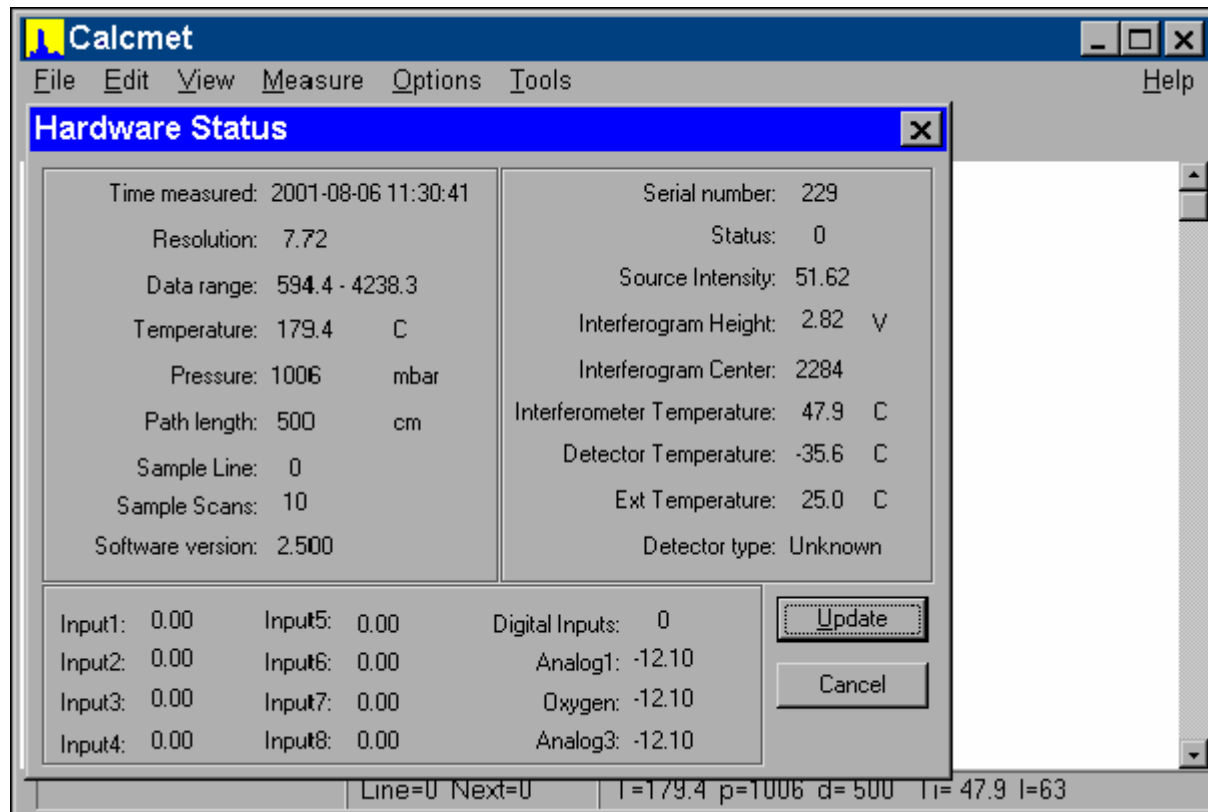 Calcmet
File Edit View Measure Options Tools Help
Hardware Status
Time measured: 2001-08-06 11:30:41
Resolution: 7.72
Data range: 594.4 - 4238.3
Temperature: 179.4 C
Pressure: 1006 mbar
Path length: 500 cm
Sample Line: 0
Sample Scans: 10
Software version: 2.500
Serial number: 229
Status: 0
Source Intensity: 51.62
Interferogram Height: 2.82 V
Interferogram Center: 2284
Interferometer Temperature: 47.9 C
Detector Temperature: -35.6 C
Ext Temperature: 25.0 C
Detector type: Unknown
Input1: 0.00 Input5: 0.00 Digital Inputs: 0
Input2: 0.00 Input6: 0.00 Analog1: -12.10
Input3: 0.00 Input7: 0.00 Oxygen: -12.10
Input4: 0.00 Input8: 0.00 Analog3: -12.10
Update
Cancel
Line=0 Next=0 T=179.4 p=1006 d= 500 Ti= 47.9 I=63